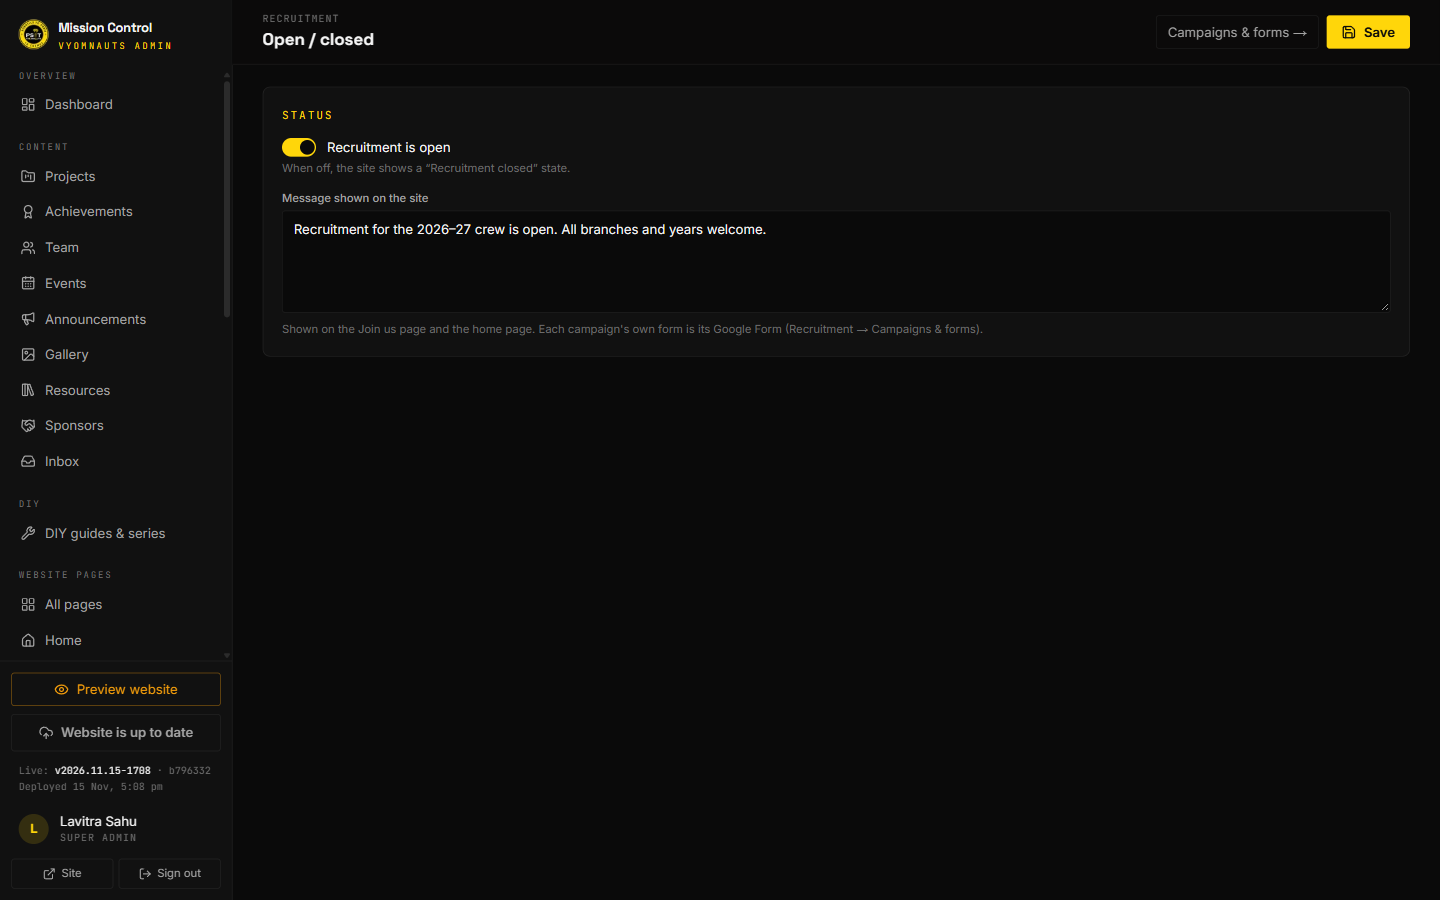 Mission Control
VYOMNAUTS ADMIN
OVERVIEW
Dashboard
CONTENT
Projects
Achievements
Team
Events
Announcements
Gallery
Resources
Sponsors
Inbox
DIY
DIY guides & series
WEBSITE PAGES
All pages
Home
Preview website
Website is up to date
Live: v2026.11.15-1708 · b796332
Deployed 15 Nov, 5:08 pm
L
Lavitra Sahu
SUPER ADMIN
Site
Sign out
RECRUITMENT
Open / closed
Campaigns & forms →
Save
STATUS
Recruitment is open
When off, the site shows a “Recruitment closed” state.
Message shown on the site
Recruitment for the 2026–27 crew is open. All branches and years welcome.
Shown on the Join us page and the home page. Each campaign's own form is its Google Form (Recruitment → Campaigns & forms).